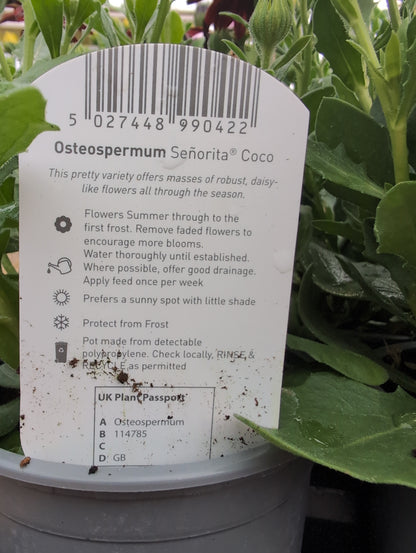 5 027448 990422
Osteospermum Señorita® Coco
This pretty variety offers masses of robust, daisy-
like flowers all through the season.
Flowers Summer through to the
first frost. Remove faded flowers to
encourage more blooms.
Water thoroughly until established.
Where possible, offer good drainage.
Apply feed once per week
Prefers a sunny spot with little shade
Protect from Frost
Pot made from detectable
polypropylene. Check locally, RINSE &
RECYCLE as permitted
UK Plant Passport
A Osteospermum
B 114785
C
D GB